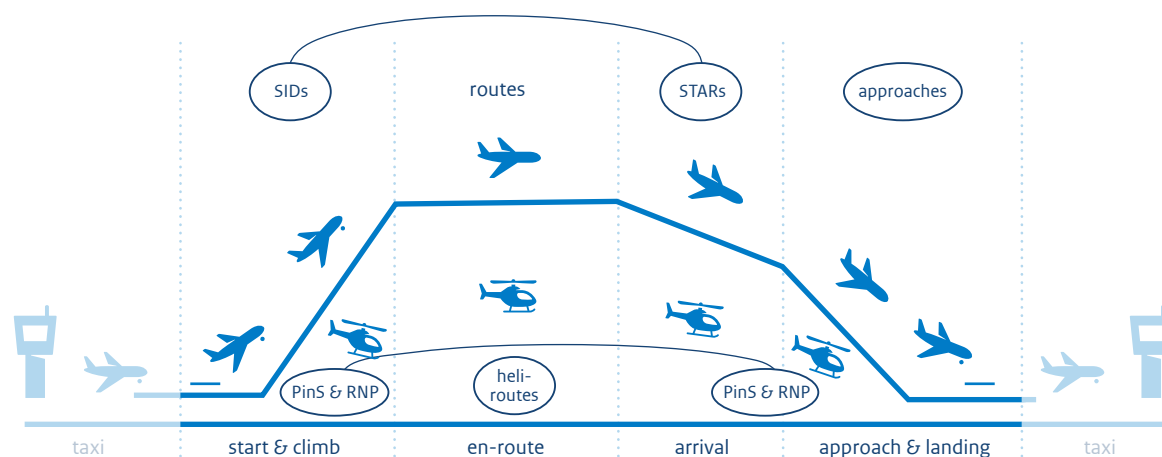 SIDs
routes
STARs
approaches
PinS & RNP
heli-
routes
PinS & RNP
taxi
start & climb
en-route
arrival
approach & landing
taxi